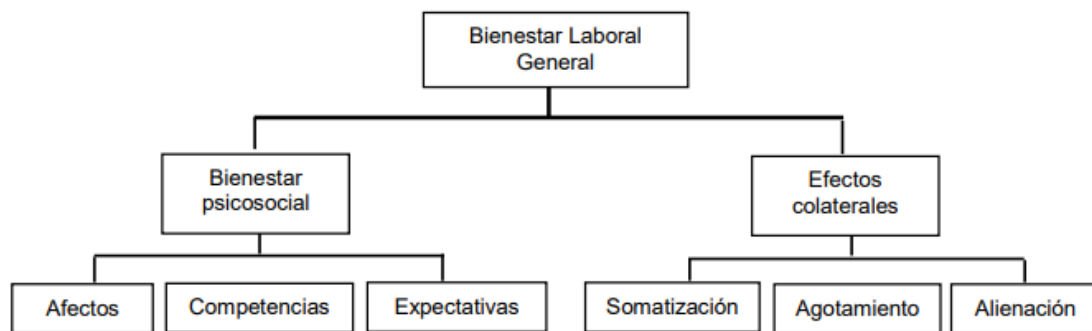 Bienestar Laboral
General
Bienestar
psicosocial
Efectos
colaterales
Afectos
Competencias
Expectativas
Somatización
Agotamiento
Alienación